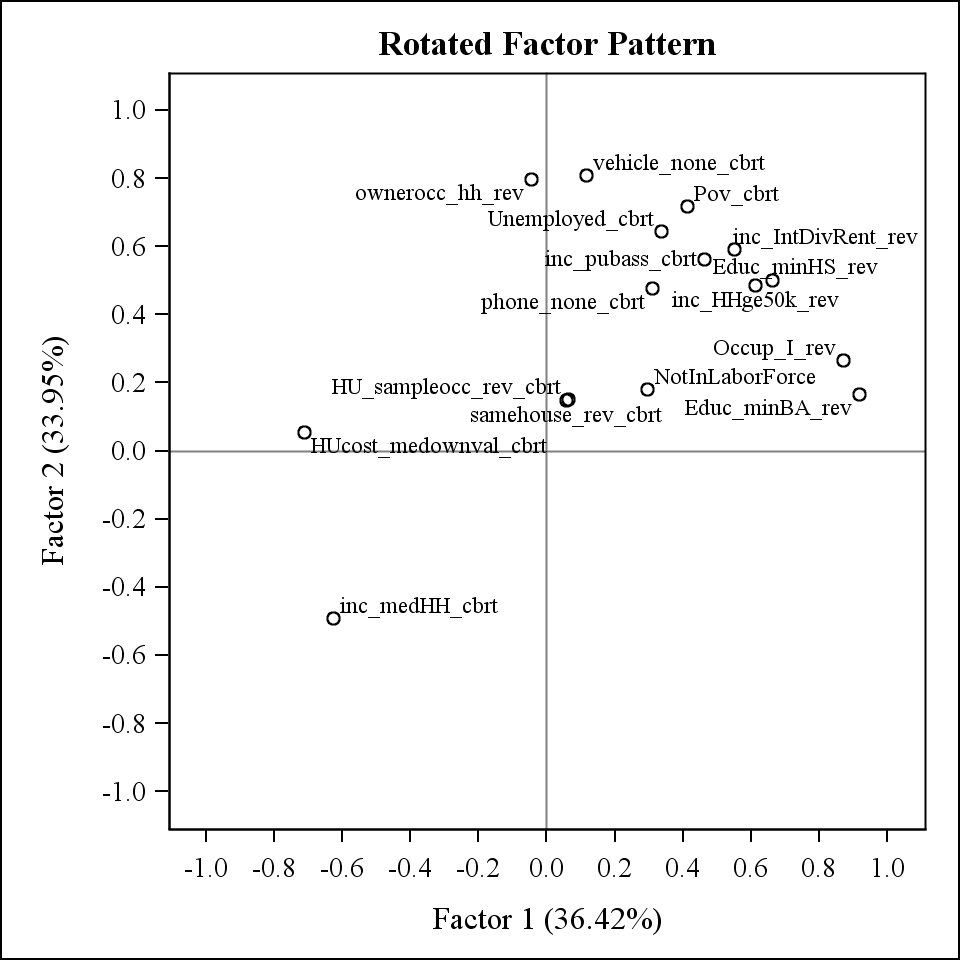 Rotated Factor Pattern
1.0
0.8
0.6
0.4
0.2
0.0
-0.2
-0.4
-0.6
-0.8
-1.0
Factor 2 (33.95%)
vehicle_none_cbrt
ownerocc_hh_rev
Pov_cbrt
Unemployed_cbrt
inc_IntDivRent_rev
inc_pubass_cbrt
Educ_minHS_rev
phone_none_cbrt
inc_HHge50k_rev
Occup_I_rev
NotInLaborForce
HU_sampleocc_rev_cbrt
Educ_minBA_rev
samehouse_rev_cbrt
HUcost_medownval_cbrt
inc_medHH_cbrt
-1.0 -0.8 -0.6 -0.4 -0.2 0.0 0.2 0.4 0.6 0.8 1.0
Factor 1 (36.42%)